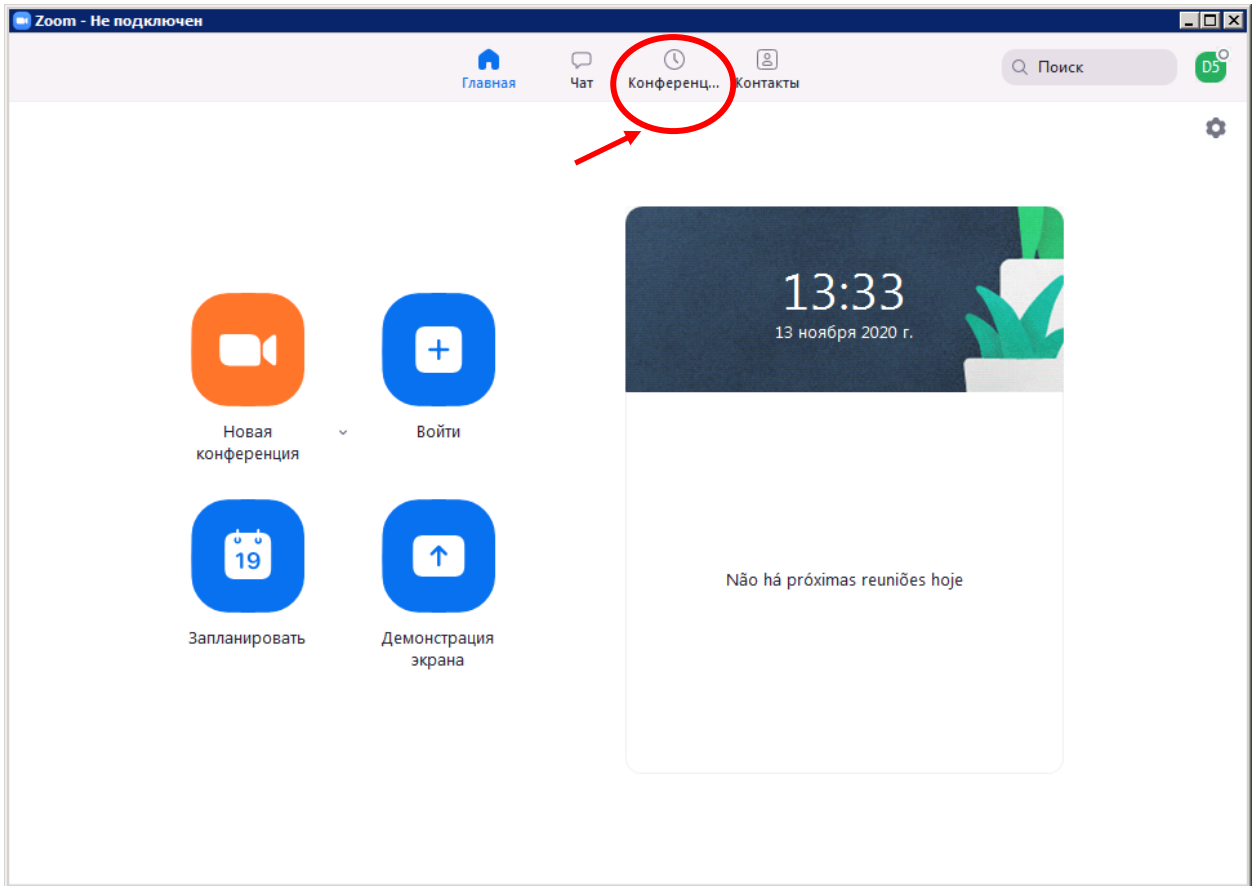 Zoom - Не подключен
Главная
Чат
Конференц...
Контакты
Поиск
D5
13:33
13 ноября 2020 г.
Новая
конференция
Войти
19
Запланировать
Демонстрация
экрана
Não há próximas reuniões hoje